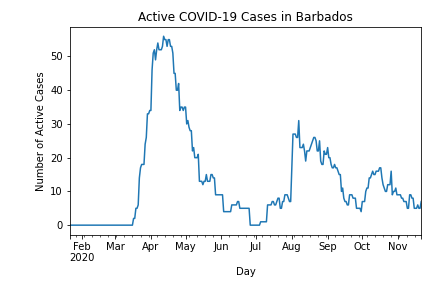 Active COVID-19 Cases in Barbados
Number of Active Cases
50
40
30
20
10
0
Feb Mar Apr May Jun Jul Aug Sep Oct Nov
2020
Day